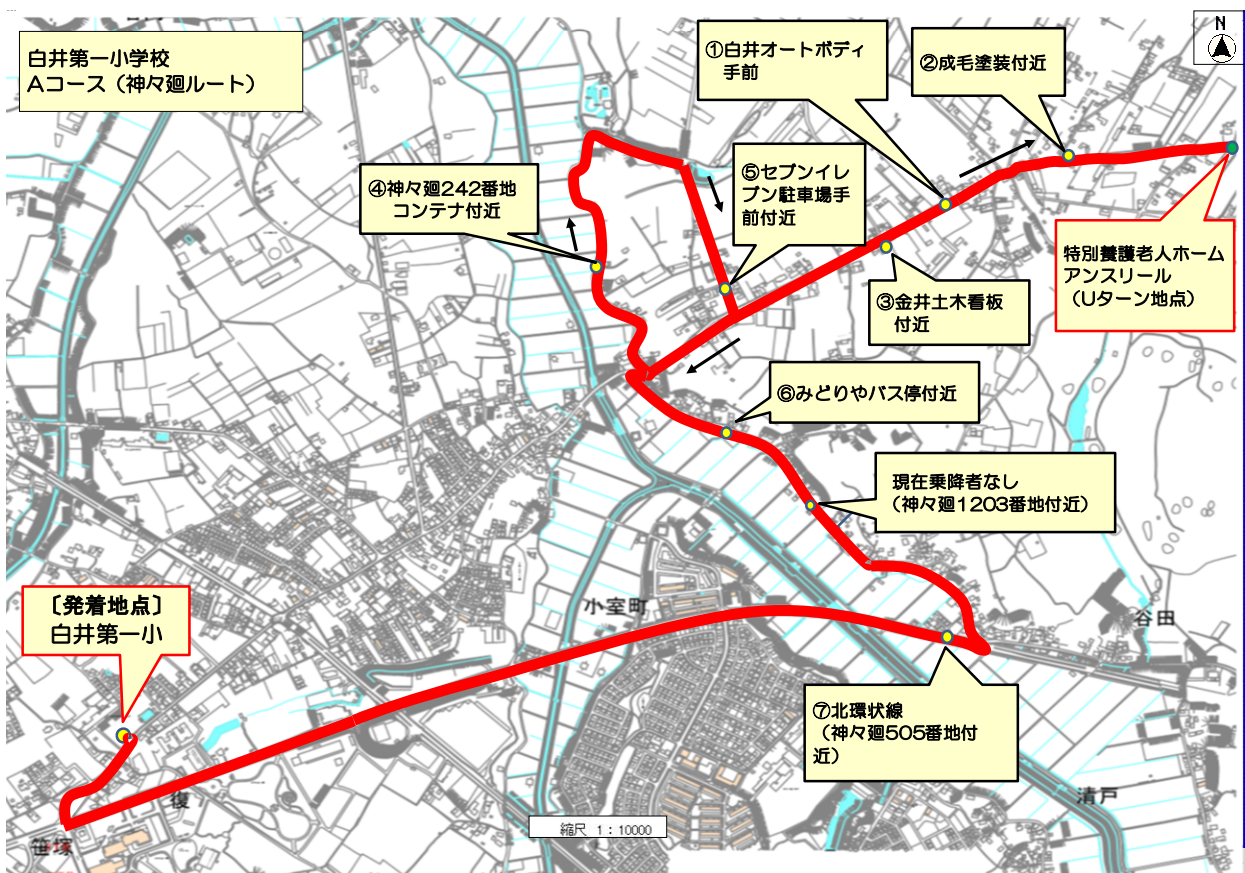 白井第一小学校
Aコース（神々廻ルート）
①白井オートボディ
手前
②成毛塗装付近
N
④神々廻242番地
コンテナ付近
⑤セブンイレ
ブン駐車場手
前付近
特別養護老人ホーム
アンスリール
（Uターン地点）
③金井土木看板
付近
⑥みどりやバス停付近
現在乗降者なし
（神々廻1203番地付近）
〔発着地点〕
白井第一小
小室町
谷田
⑦北環状線
（神々廻505番地付
近）
清戸
復
縮尺 1：10000
笹塚